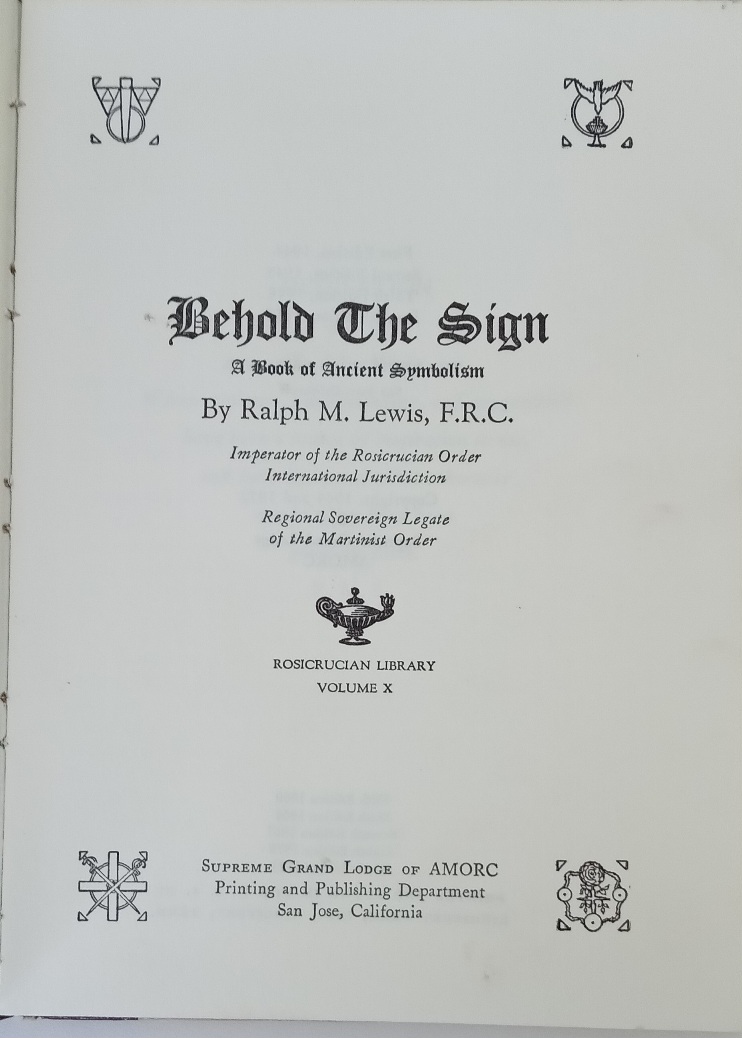 Behold The Sign
A Book of Ancient Symbolism
By Ralph M. Lewis, F.R.C.
Imperator of the Rosicrucian Order
International Jurisdiction
Regional Sovereign Legate
of the Martinist Order
ROSICRUCIAN LIBRARY
VOLUME X
SUPREME GRAND LODGE OF AMORC
Printing and Publishing Department
San Jose, California